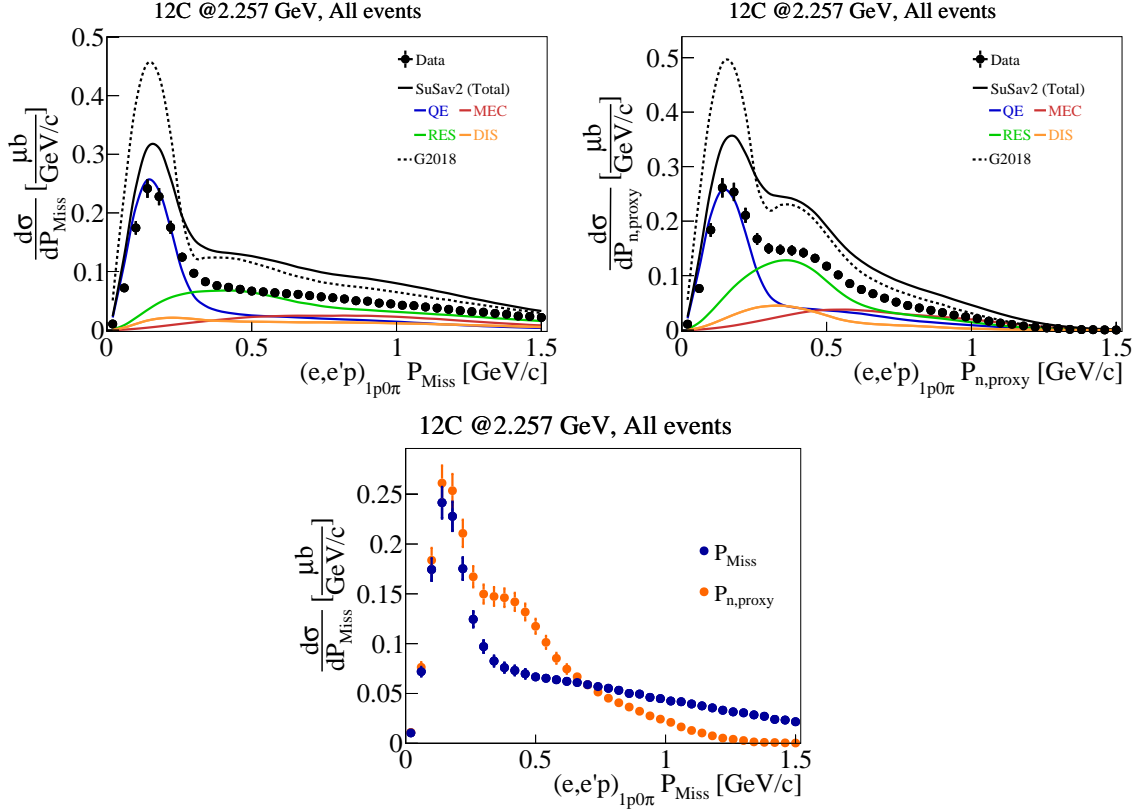 12C @2.257 GeV, All events
dσ/dP_Miss [μb/GeV/c]
0.5
0.4
0.3
0.2
0.1
0
Data
SuSav2 (Total)
QE MEC
RES DIS
G2018
0 0.5 1 1.5
(e,e'p)_1p0π P_Miss [GeV/c]
12C @2.257 GeV, All events
dσ/dP_n,proxy [μb/GeV/c]
0.5
0.4
0.3
0.2
0.1
0
Data
SuSav2 (Total)
QE MEC
RES DIS
G2018
0 0.5 1 1.5
(e,e'p)_1p0π P_n,proxy [GeV/c]
12C @2.257 GeV, All events
dσ/dP_Miss [μb/GeV/c]
0.25
0.2
0.15
0.1
0.05
0
P_Miss
P_n,proxy
0 0.5 1 1.5
(e,e'p)_1p0π P_Miss [GeV/c]